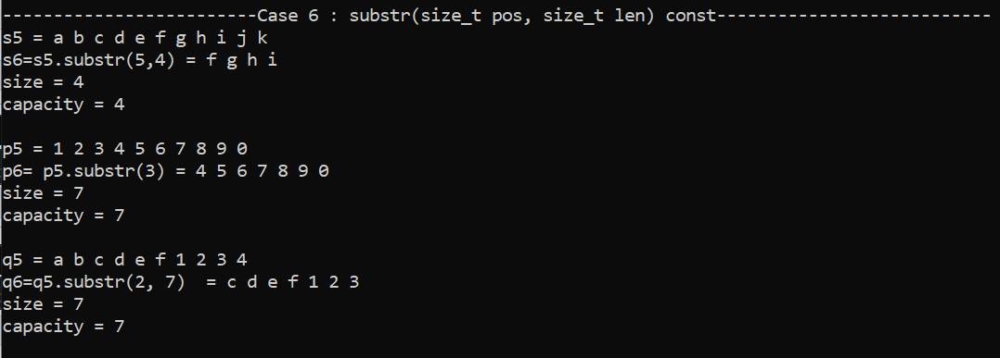 -------------------------Case 6 : substr(size_t pos, size_t len) const---------------------------
s5 = a b c d e f g h i j k
s6=s5.substr(5,4) = f g h i
size = 4
capacity = 4
p5 = 1 2 3 4 5 6 7 8 9 0
p6= p5.substr(3) = 4 5 6 7 8 9 0
size = 7
capacity = 7
q5 = a b c d e f 1 2 3 4
q6=q5.substr(2, 7)  = c d e f 1 2 3
size = 7
capacity = 7